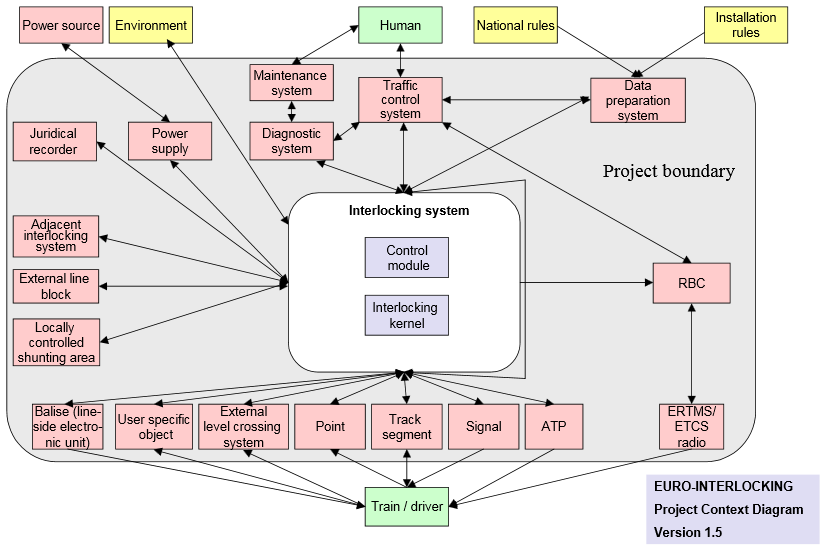 Power source
Environment
Human
National rules
Installation
rules
Maintenance
system
Traffic
control
system
Data
preparation
system
Juridical
recorder
Power
supply
Diagnostic
system
Project boundary
Interlocking system
Adjacent
interlocking
system
Control
module
External line
block
RBC
Interlocking
kernel
Locally
controlled
shunting area
Balise (line-
side electro-
nic unit)
User specific
object
External
level crossing
system
Point
Track
segment
Signal
ATP
ERTMS/
ETCS
radio
Train / driver
EURO-INTERLOCKING
Project Context Diagram
Version 1.5